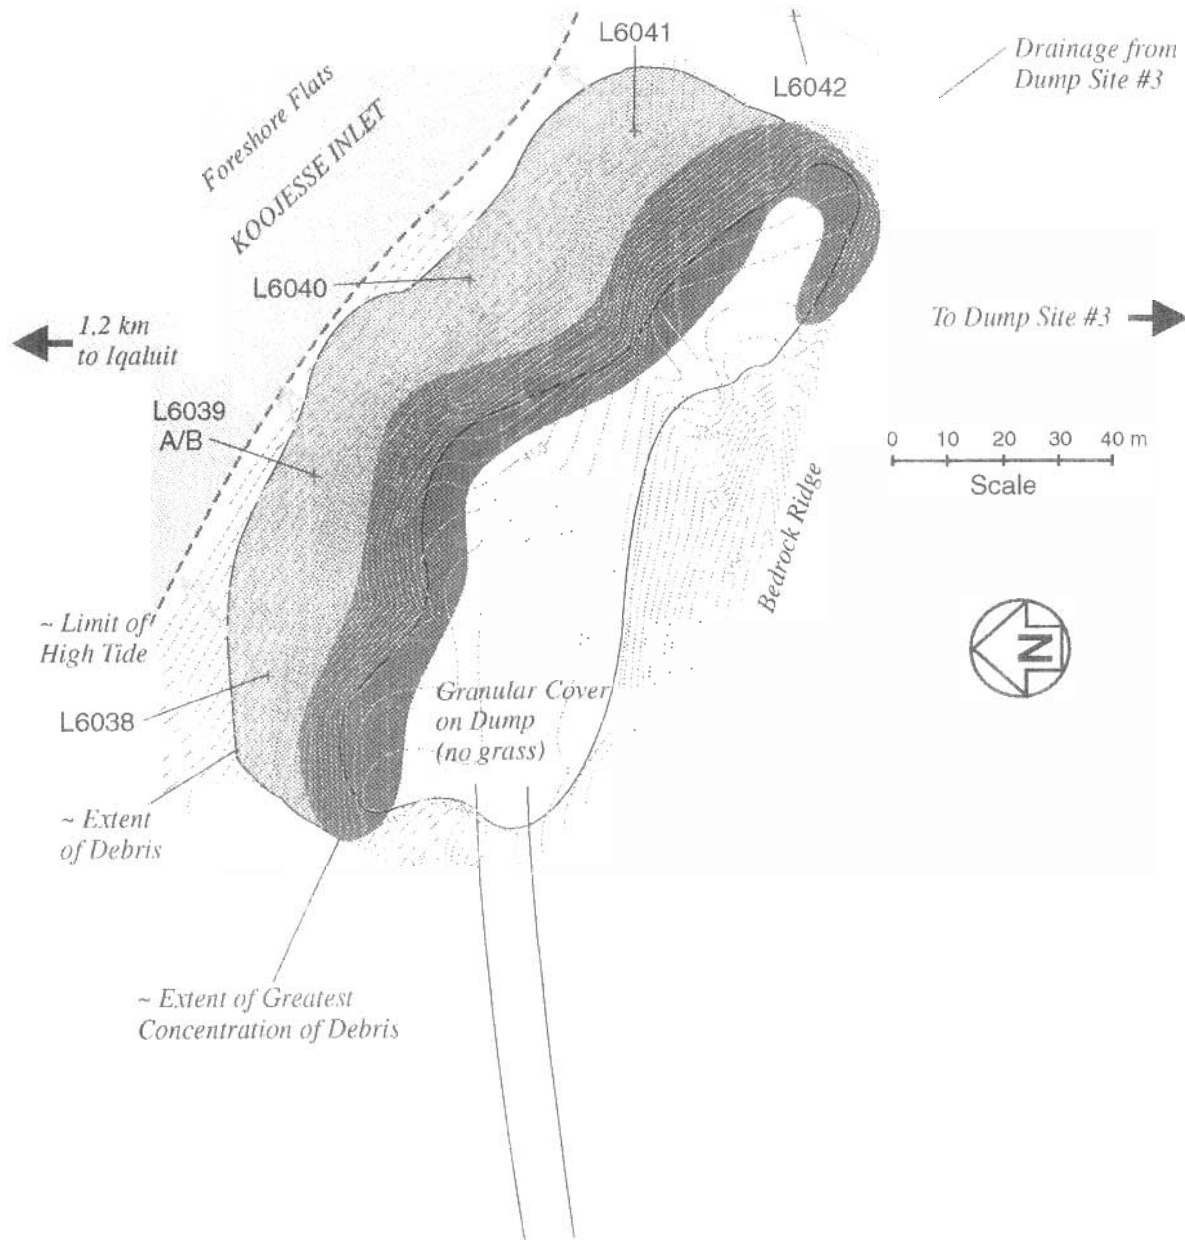 L6041
L6042
Drainage from
Dump Site #3
Foreshore Flats
KOOJESSE INLET
L6040
1.2 km
to Iqaluit
To Dump Site #3
L6039
A/B
0 10 20 30 40 m
Scale
Bedrock Ridge
N
~ Limit of
High Tide
L6038
Granular Cover
on Dump
(no grass)
~ Extent
of Debris
~ Extent of Greatest
Concentration of Debris